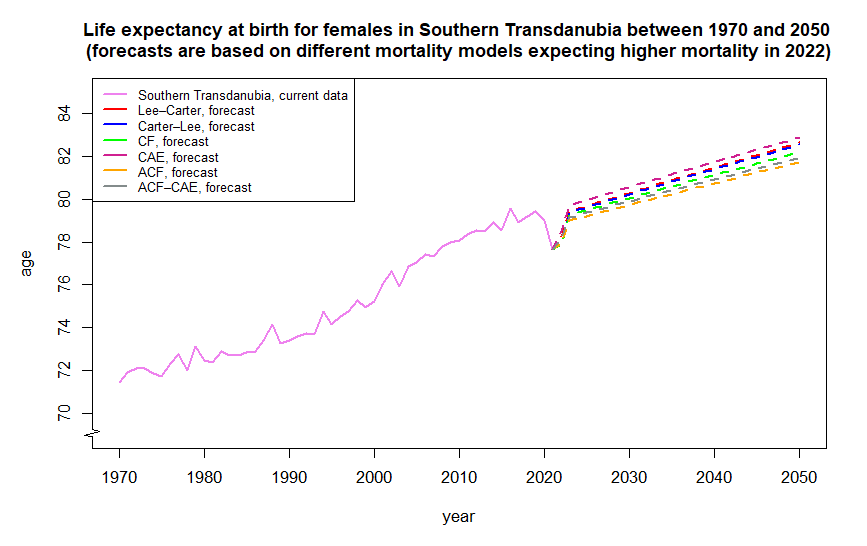 Life expectancy at birth for females in Southern Transdanubia between 1970 and 2050
(forecasts are based on different mortality models expecting higher mortality in 2022)
Southern Transdanubia, current data
Lee–Carter, forecast
Carter–Lee, forecast
CF, forecast
CAE, forecast
ACF, forecast
ACF–CAE, forecast
age
84
82
80
78
76
74
72
70
1970 1980 1990 2000 2010 2020 2030 2040 2050
year